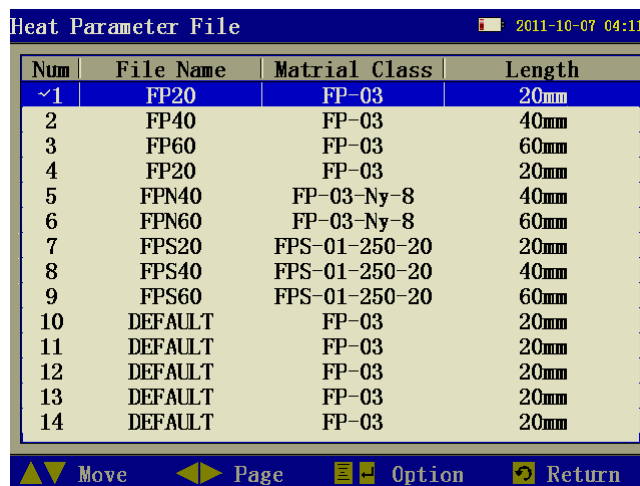 Heat Parameter File 2011-10-07 04:11
Num File Name Matrial Class Length
1 FP20 FP-03 20mm
2 FP40 FP-03 40mm
3 FP60 FP-03 60mm
4 FP20 FP-03 20mm
5 FPN40 FP-03-Ny-8 40mm
6 FPN60 FP-03-Ny-8 60mm
7 FPS20 FPS-01-250-20 20mm
8 FPS40 FPS-01-250-20 40mm
9 FPS60 FPS-01-250-20 60mm
10 DEFAULT FP-03 20mm
11 DEFAULT FP-03 20mm
12 DEFAULT FP-03 20mm
13 DEFAULT FP-03 20mm
14 DEFAULT FP-03 20mm
Move Page Option Return